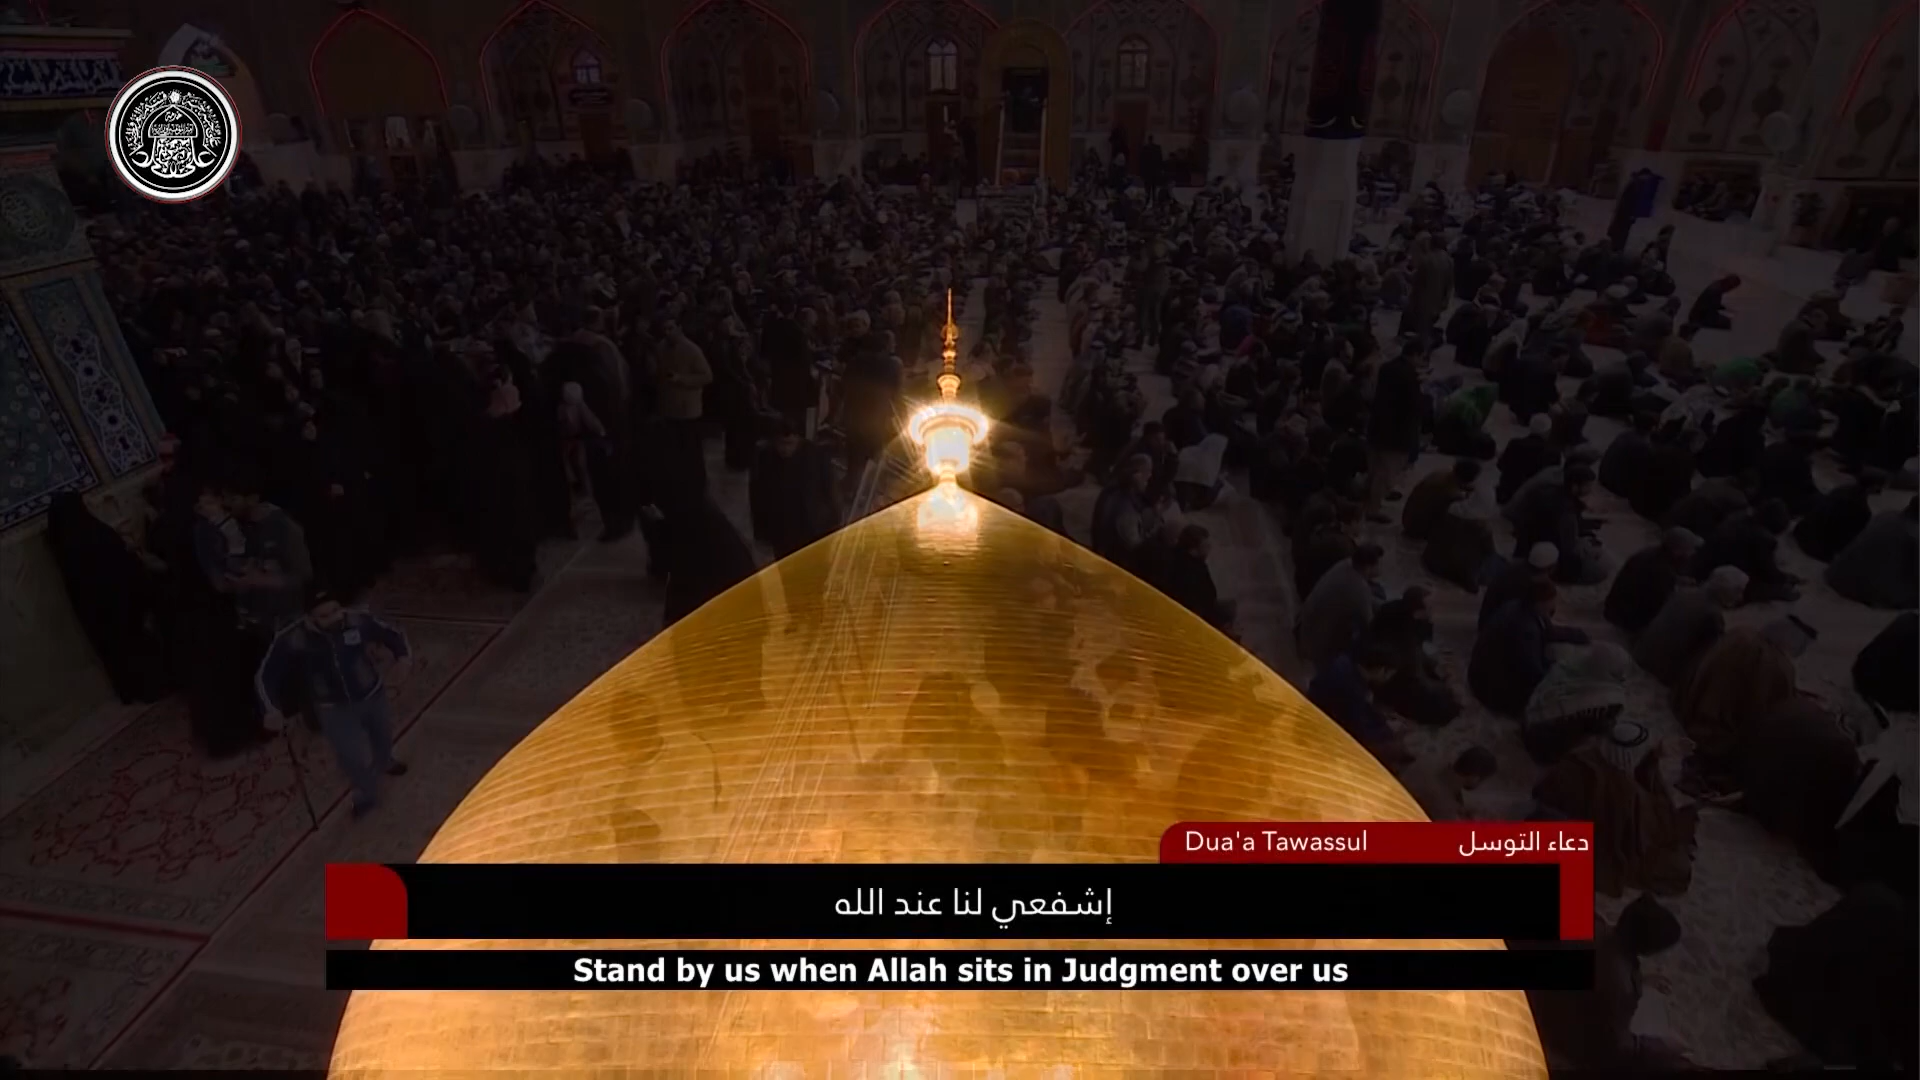 Dua'a Tawassul دعاء التوسل
إشفعي لنا عند الله
Stand by us when Allah sits in Judgment over us